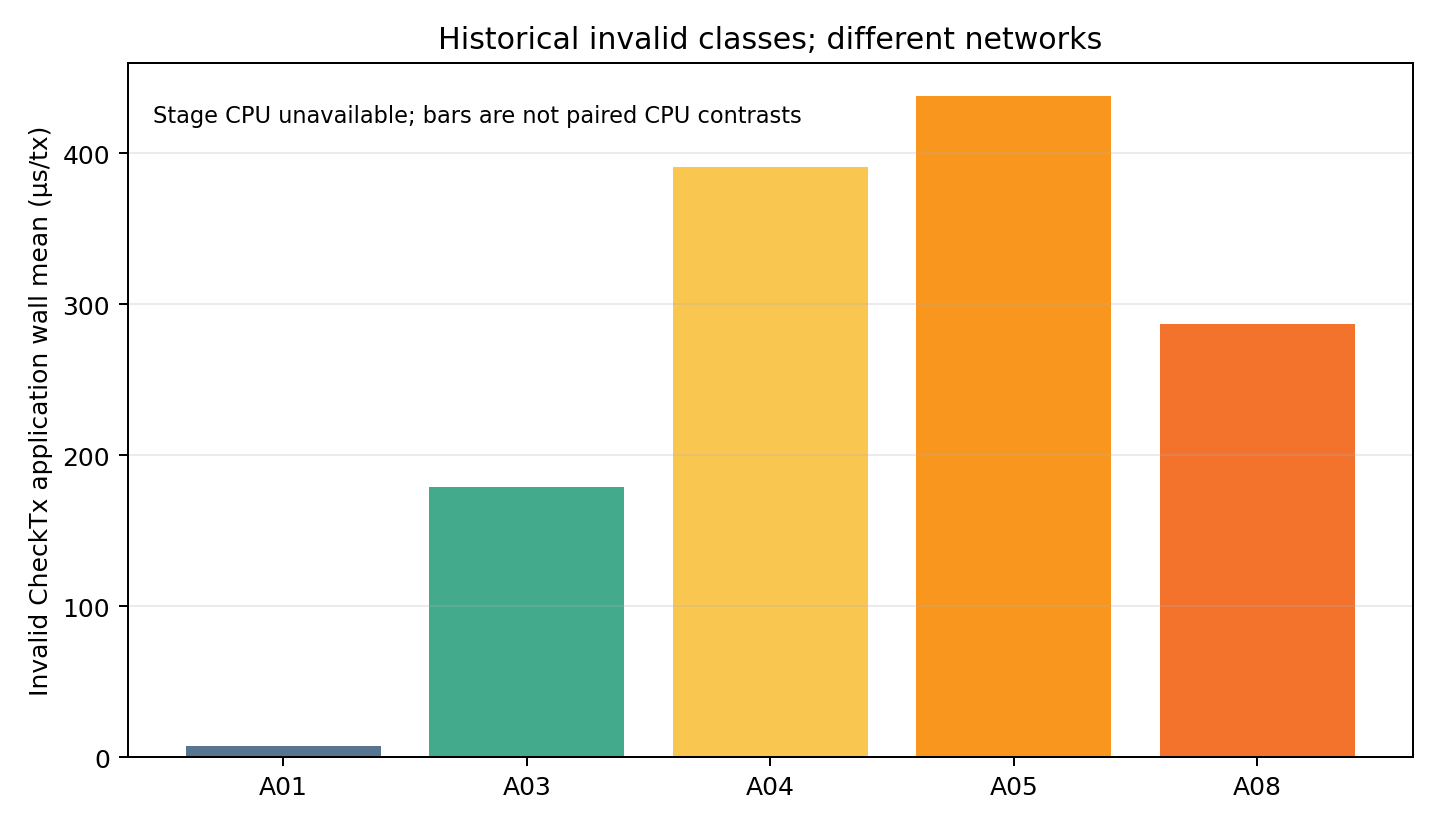 Historical invalid classes; different networks
Stage CPU unavailable; bars are not paired CPU contrasts
Invalid CheckTx application wall mean (µs/tx)
400
300
200
100
0
A01
A03
A04
A05
A08